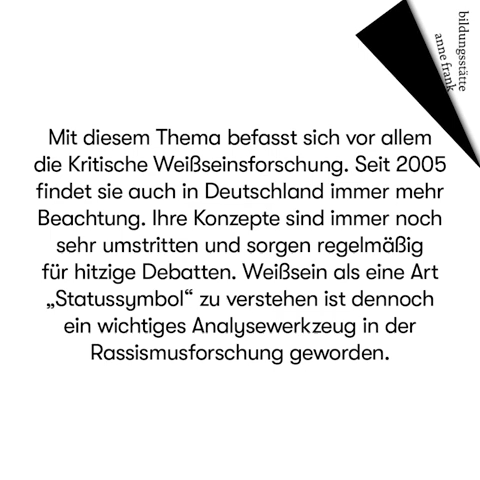 bildungsstätte
anne frank
Mit diesem Thema befasst sich vor allem
die Kritische Weißseinsforschung. Seit 2005
findet sie auch in Deutschland immer mehr
Beachtung. Ihre Konzepte sind immer noch
sehr umstritten und sorgen regelmäßig
für hitzige Debatten. Weißsein als eine Art
„Statussymbol“ zu verstehen ist dennoch
ein wichtiges Analysewerkzeug in der
Rassismusforschung geworden.